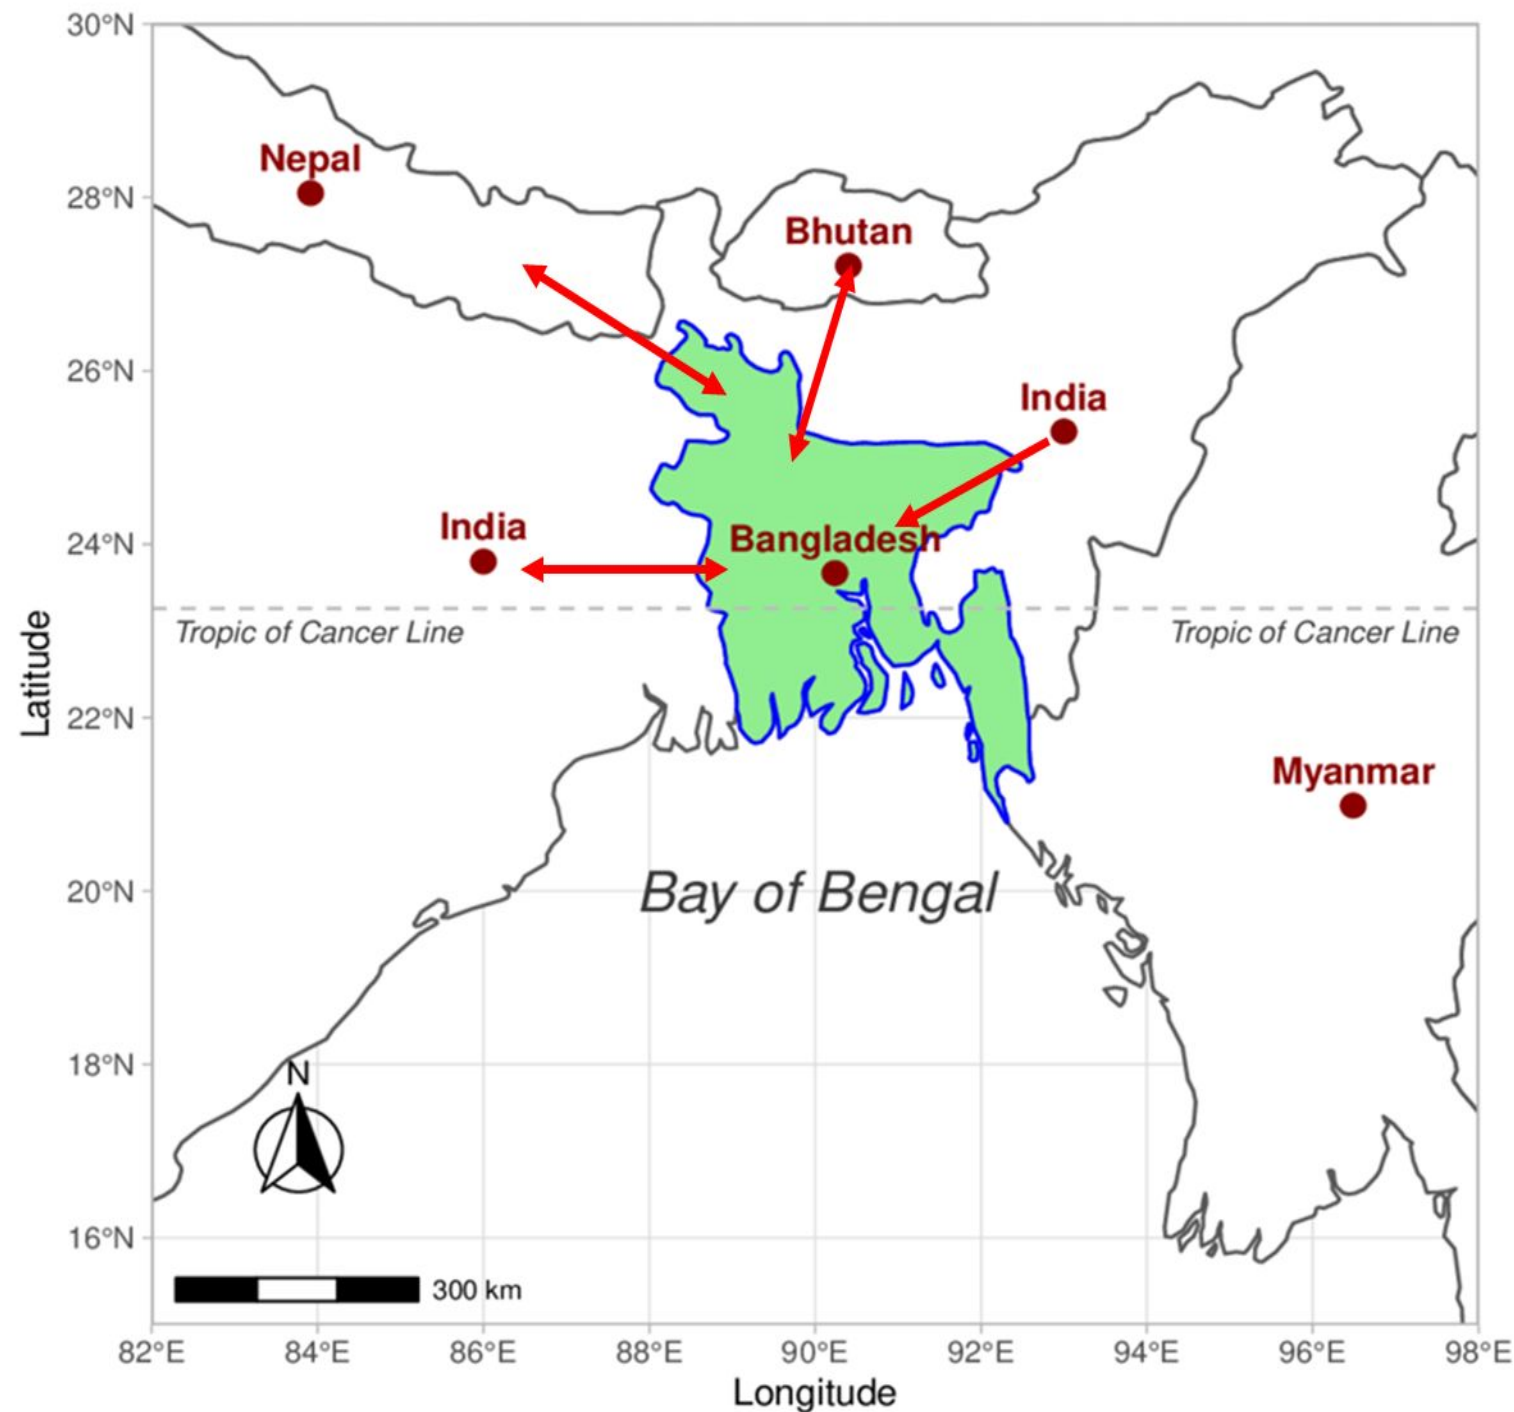 30°N
Nepal
28°N
Bhutan
26°N
India
India
24°N
Bangladesh
Tropic of Cancer Line
Tropic of Cancer Line
Latitude
22°N
Myanmar
Bay of Bengal
20°N
18°N
N
16°N
300 km
82°E 84°E 86°E 88°E 90°E 92°E 94°E 96°E 98°E
Longitude